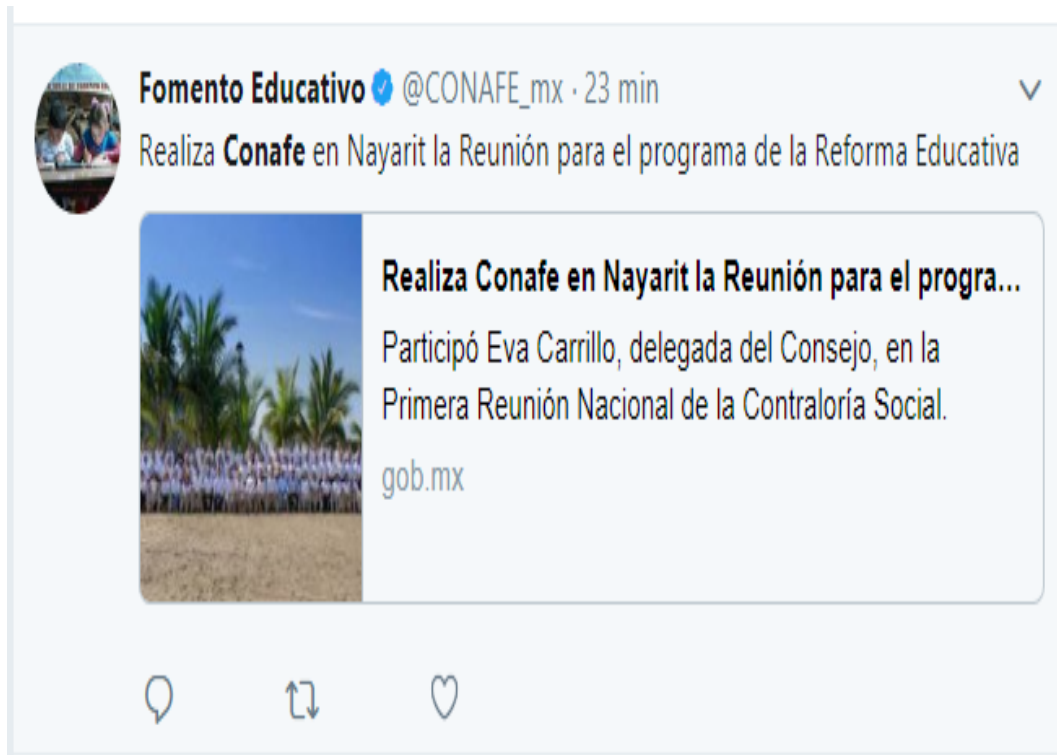 Fomento Educativo @CONAFE_mx · 23 min
Realiza Conafe en Nayarit la Reunión para el programa de la Reforma Educativa
Realiza Conafe en Nayarit la Reunión para el progra...
Participó Eva Carrillo, delegada del Consejo, en la
Primera Reunión Nacional de la Contraloría Social.
gob.mx